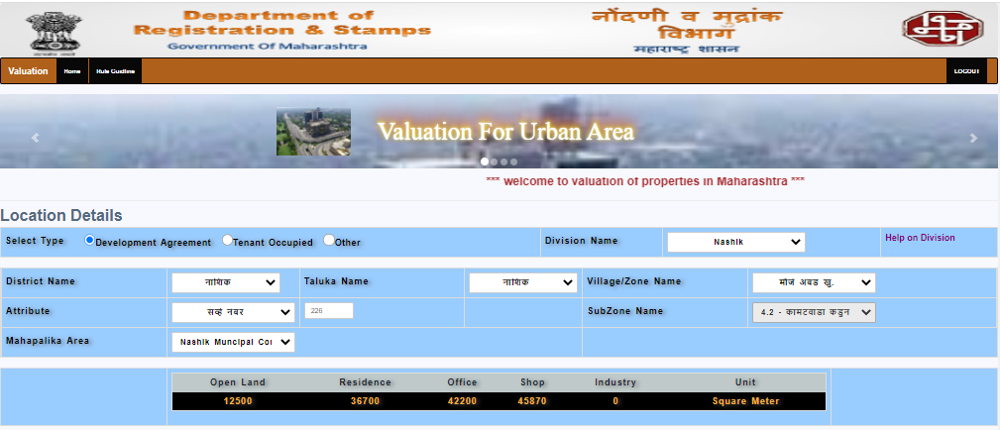 Department of
Registration & Stamps
Government Of Maharashtra
नोंदणी व मुद्रांक
विभाग
महाराष्ट्र शासन
Valuation Home Rule Guidline LOGOUT
Valuation For Urban Area
*** welcome to valuation of properties in Maharashtra ***
Location Details
Select Type Development Agreement Tenant Occupied Other Division Name Nashik Help on Division
District Name नाशिक Taluka Name नाशिक Village/Zone Name मौजे अंबड खु.
Attribute सर्व्हे नंबर 226 SubZone Name 4.2 - कामटवाडा कडुन
Mahapalika Area Nashik Muncipal Cor
Open Land Residence Office Shop Industry Unit
12500 36700 42200 45870 0 Square Meter